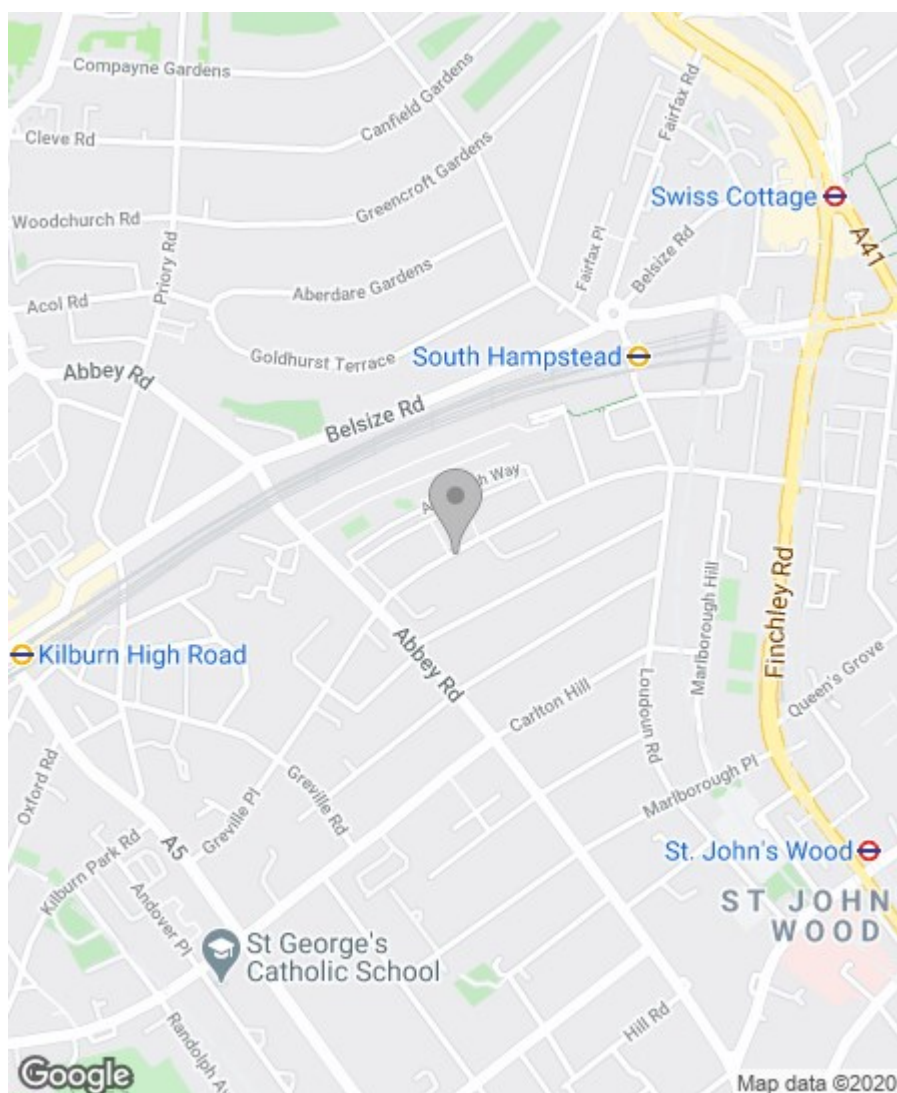 Compayne Gardens
Canfield Gardens
Fairfax Rd
Cleve Rd
Greencroft Gardens
Swiss Cottage
Woodchurch Rd
A41
Priory Rd
Fairfax Pl
Belsize Rd
Aberdare Gardens
Acol Rd
Goldhurst Terrace
South Hampstead
Abbey Rd
Belsize Rd
Way
Finchley Rd
Marlborough Hill
Kilburn High Road
Abbey Rd
Carlton Hill
Loudoun Rd
Queen's Grove
Oxford Rd
Greville Rd
Greville Pl
Marlborough Pl
A5
Kilburn Park Rd
St. John's Wood
Andover Pl
ST JOHN
WOOD
St George's
Catholic School
Randolph Av
Hill Rd
Google
Map data ©2020